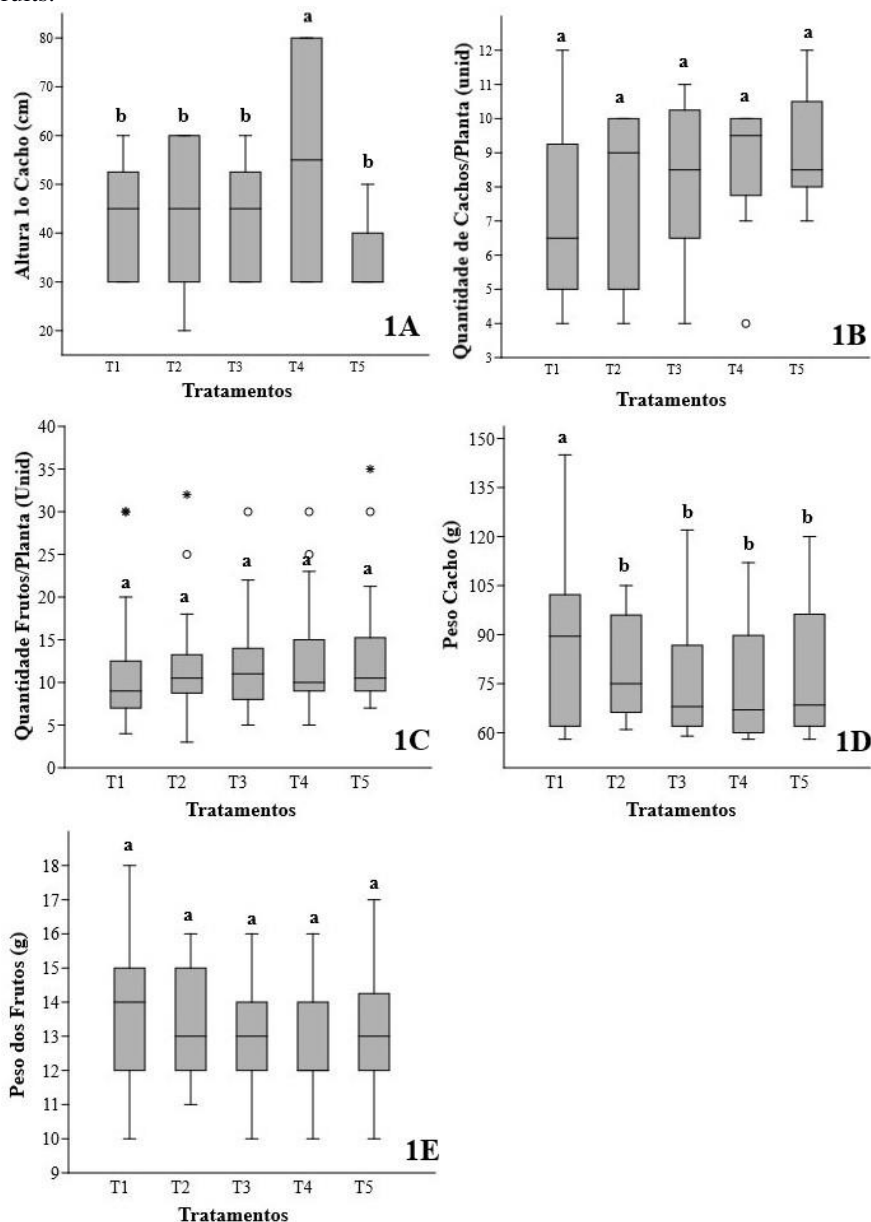 Altura 1o Cacho (cm)
80
70
60
50
40
30
20
b
b
b
a
b
T1
T2
T3
T4
T5
Tratamentos
1A
Quantidade de Cachos/Planta (unid)
12
11
10
9
8
7
6
5
4
3
a
a
a
a
a
T1
T2
T3
T4
T5
Tratamentos
1B
Quantidade Frutos/Planta (Unid)
40
35
30
25
20
15
10
5
0
a
a
a
a
a
T1
T2
T3
T4
T5
Tratamentos
1C
Peso Cacho (g)
150
135
120
105
90
75
60
a
b
b
b
b
T1
T2
T3
T4
T5
Tratamentos
1D
Peso dos Frutos (g)
18
17
16
15
14
13
12
11
10
9
a
a
a
a
a
T1
T2
T3
T4
T5
Tratamentos
1E